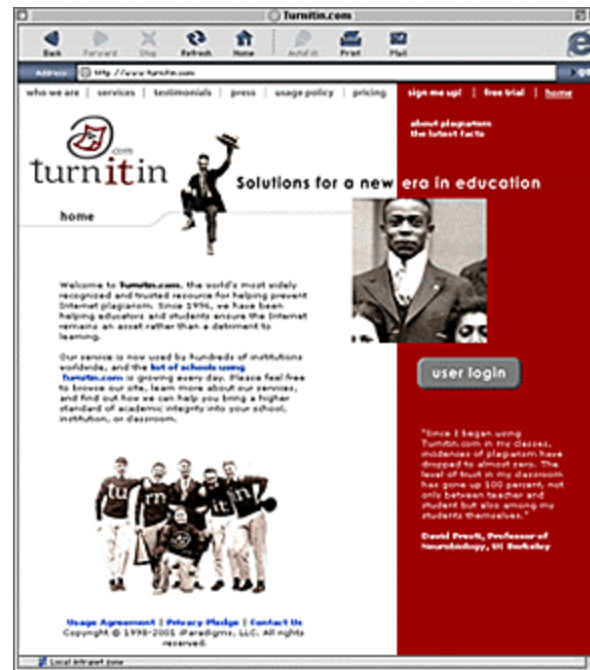 Turnitin.com
Back Forward Stop Refresh Home AutoFill Print Mail
Address: http://www.turnitin.com go
who we are | services | testimonials | press | usage policy | pricing | sign me up! | free trial | home
about plagiarism
the latest facts
.com
turnitin
Solutions for a new era in education
home
Welcome to Turnitin.com, the world's most widely
recognized and trusted resource for helping prevent
Internet plagiarism. Since 1996, we have been
helping educators and students ensure the Internet
remains an asset rather than a detriment to
learning.
Our service is now used by hundreds of institutions
worldwide, and the list of schools using
Turnitin.com is growing every day. Please feel free
to browse our site, learn more about our services,
and find out how we can help you bring a higher
standard of academic integrity into your school,
institution, or classroom.
user login
"Since I began using
Turnitin.com in my classes,
incidences of plagiarism have
dropped to almost zero. The
level of trust in my classroom
has gone up 100 percent, not
only between teacher and
student but also among my
students themselves."
David Presti, Professor of
Neurobiology, UC Berkeley
tu rn it in
Usage Agreement | Privacy Pledge | Contact Us
Copyright © 1998-2001 iParadigms, LLC. All rights
reserved.
Local intranet zone